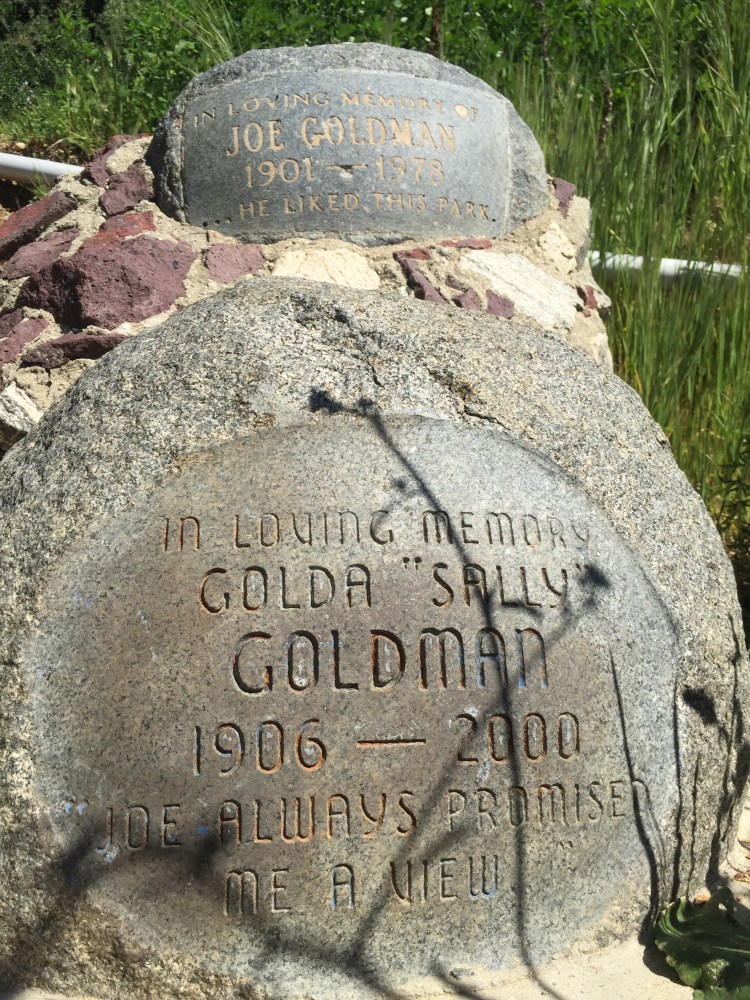 IN LOVING MEMORY OF
JOE GOLDMAN
1901 — 1978
... HE LIKED THIS PARK.
IN LOVING MEMORY
GOLDA "SALLY"
GOLDMAN
1906 — 2000
"JOE ALWAYS PROMISED
ME A VIEW"